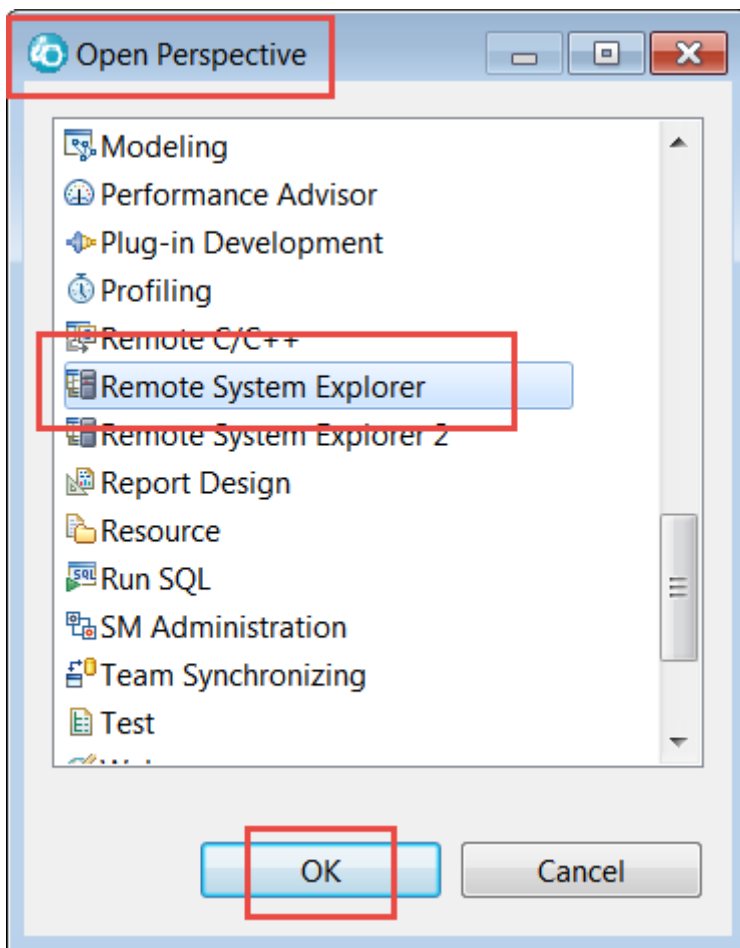 Open Perspective
Modeling
Performance Advisor
Plug-in Development
Profiling
Remote C/C++
Remote System Explorer
Remote System Explorer 2
Report Design
Resource
Run SQL
SM Administration
Team Synchronizing
Test
OK
Cancel